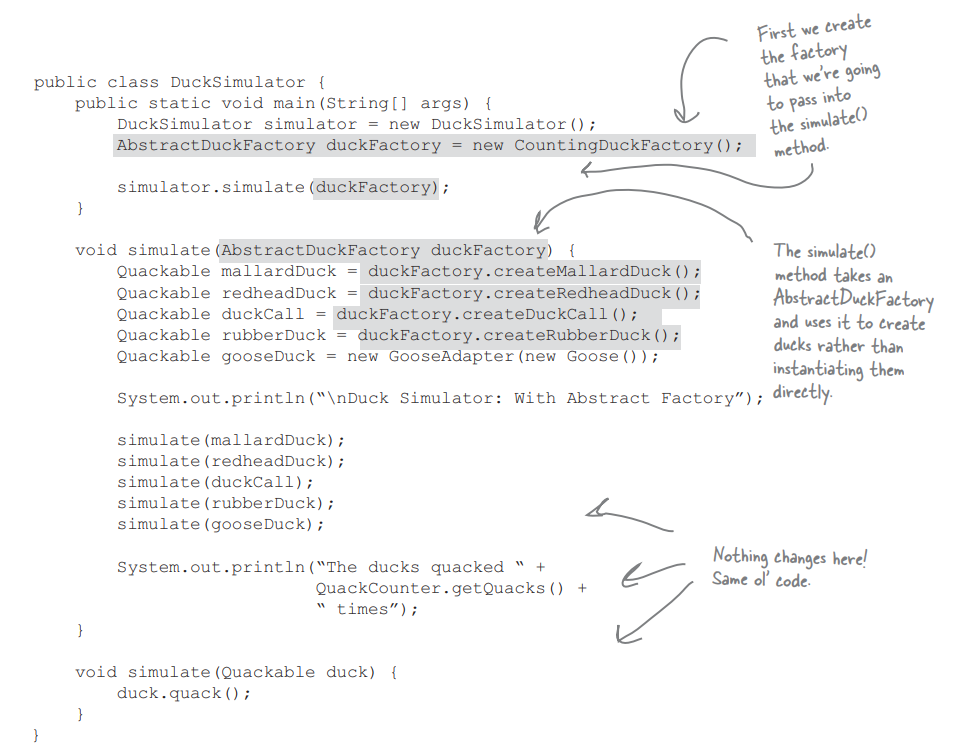 First we create
the factory
that we're going
to pass into
the simulate()
method.
public class DuckSimulator {
public static void main(String[] args) {
DuckSimulator simulator = new DuckSimulator();
AbstractDuckFactory duckFactory = new CountingDuckFactory();
simulator.simulate(duckFactory);
}
void simulate(AbstractDuckFactory duckFactory) {
Quackable mallardDuck = duckFactory.createMallardDuck();
Quackable redheadDuck = duckFactory.createRedheadDuck();
Quackable duckCall = duckFactory.createDuckCall();
Quackable rubberDuck = duckFactory.createRubberDuck();
Quackable gooseDuck = new GooseAdapter(new Goose());
The simulate()
method takes an
AbstractDuckFactory
and uses it to create
ducks rather than
instantiating them
directly.
System.out.println(“\nDuck Simulator: With Abstract Factory”);
simulate(mallardDuck);
simulate(redheadDuck);
simulate(duckCall);
simulate(rubberDuck);
simulate(gooseDuck);
System.out.println(“The ducks quacked “ +
QuackCounter.getQuacks() +
“ times”);
}
Nothing changes here!
Same ol’ code.
void simulate(Quackable duck) {
duck.quack();
}
}